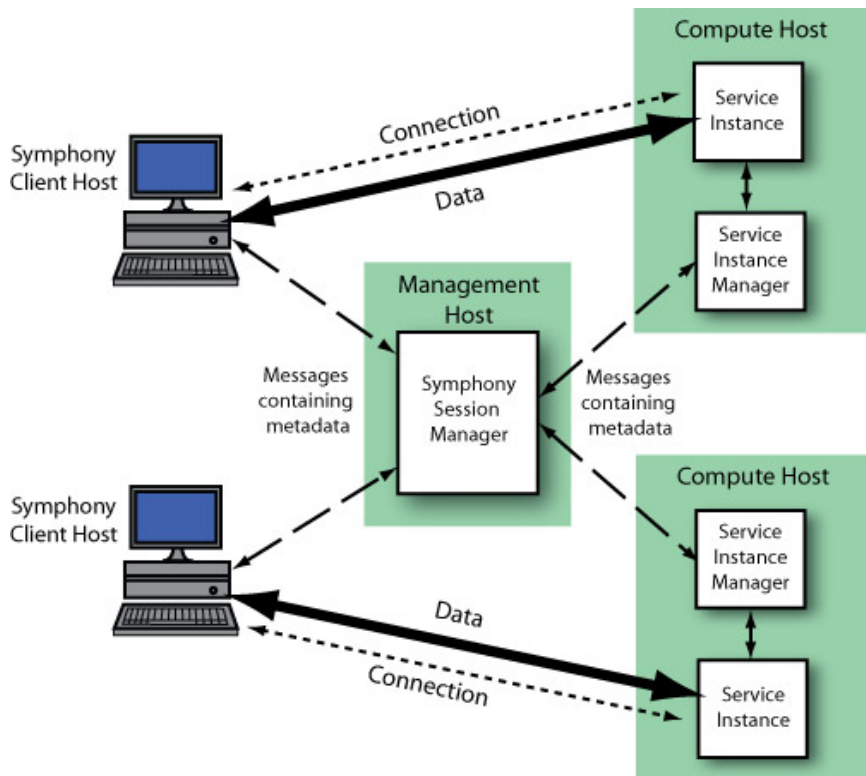 Compute Host
Service
Instance
Connection
Symphony
Client Host
Data
Service
Instance
Manager
Management
Host
Messages
containing
metadata
Symphony
Session
Manager
Messages
containing
metadata
Compute Host
Symphony
Client Host
Service
Instance
Manager
Data
Connection
Service
Instance